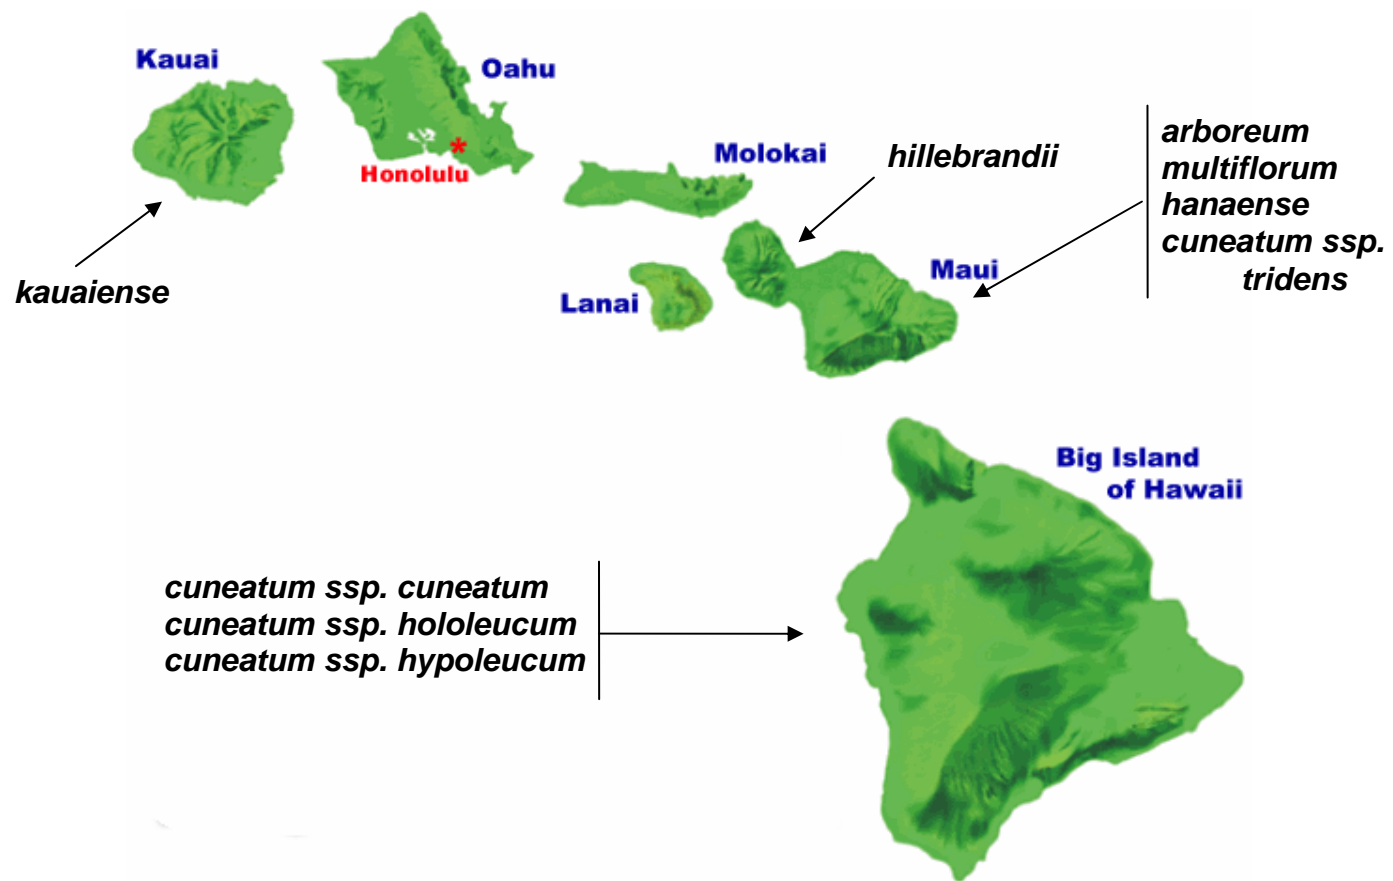 Kauai
Oahu
*
Honolulu
Molokai
hillebrandii
arboreum
multiflorum
hanaense
cuneatum ssp.
tridens
kauaiense
Lanai
Maui
Big Island
of Hawaii
cuneatum ssp. cuneatum
cuneatum ssp. hololeucum
cuneatum ssp. hypoleucum